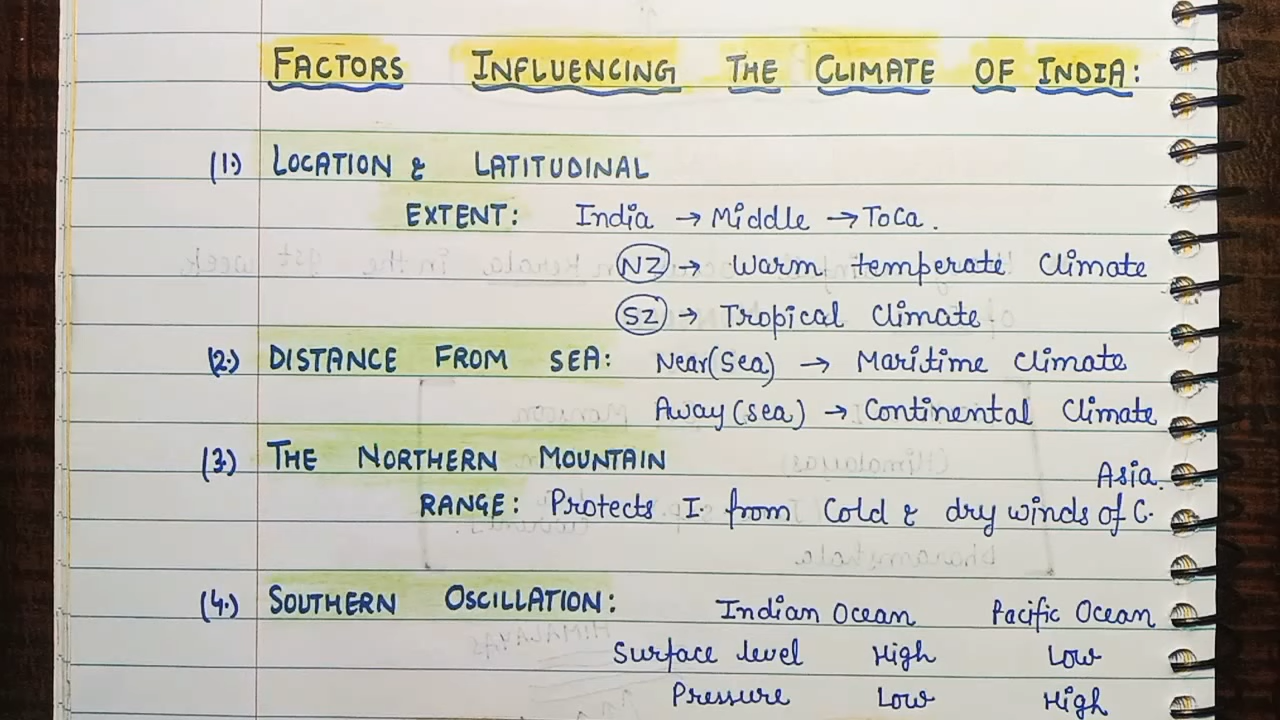 FACTORS INFLUENCING THE CLIMATE OF INDIA:
(1.) LOCATION & LATITUDINAL
EXTENT: India → Middle → ToCa.
NZ → Warm temperate Climate
SZ → Tropical Climate.
(2.) DISTANCE FROM SEA: Near(Sea) → Maritime Climate
Away(sea) → Continental Climate
(3.) THE NORTHERN MOUNTAIN
Asia.
RANGE: Protects I. from Cold & dry winds of C.
(4.) SOUTHERN OSCILLATION: Indian Ocean Pacific Ocean
Surface level High Low
Pressure Low High